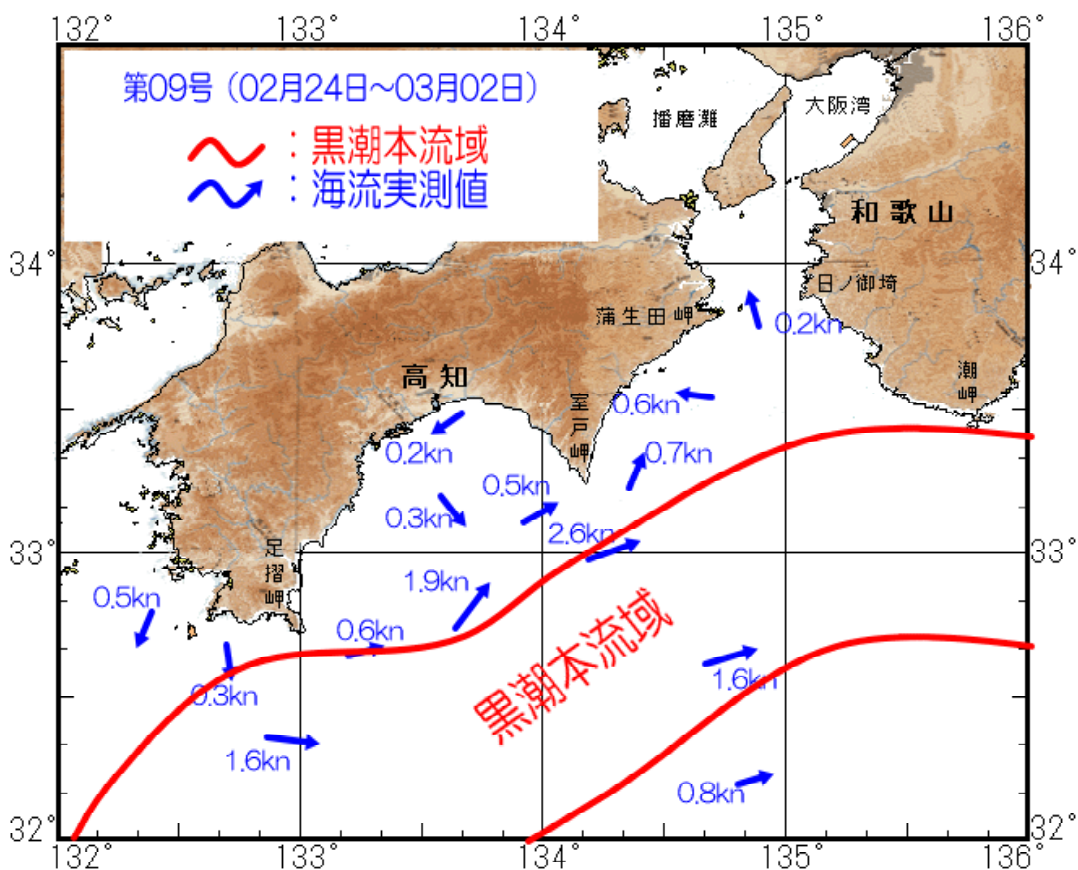 132° 133° 134° 135° 136°
第09号（02月24日～03月02日）
：黒潮本流域
：海流実測値
播磨灘
大阪湾
和歌山
34° 34°
日ノ御埼
蒲生田岬
0.2kn
高知
潮岬
室戸岬
0.6kn
0.2kn
0.7kn
0.5kn
0.3kn
2.6kn
33° 33°
足摺岬
1.9kn
0.5kn
0.6kn
黒潮本流域
1.6kn
0.3kn
1.6kn
0.8kn
32° 32°
132° 133° 134° 135° 136°